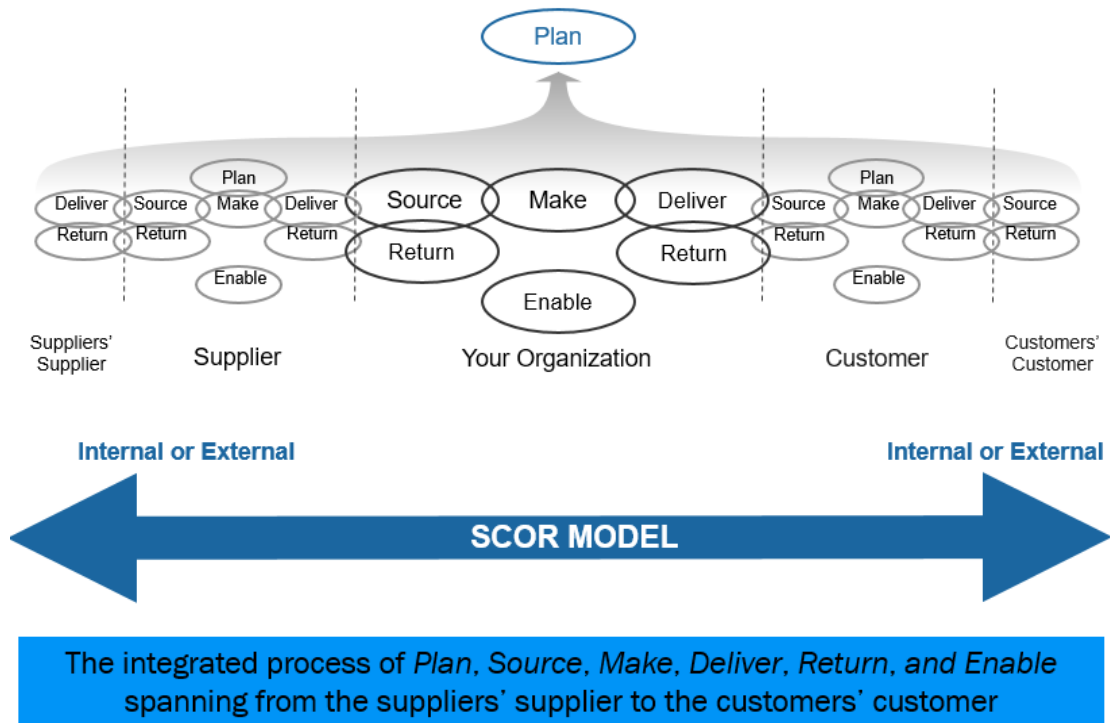 Plan
Plan
Plan
Deliver
Source
Make
Deliver
Source
Make
Deliver
Source
Make
Deliver
Source
Return
Return
Return
Return
Return
Return
Return
Return
Enable
Enable
Enable
Suppliers’
Supplier
Supplier
Your Organization
Customer
Customers’
Customer
Internal or External
Internal or External
SCOR MODEL
The integrated process of Plan, Source, Make, Deliver, Return, and Enable
spanning from the suppliers’ supplier to the customers’ customer